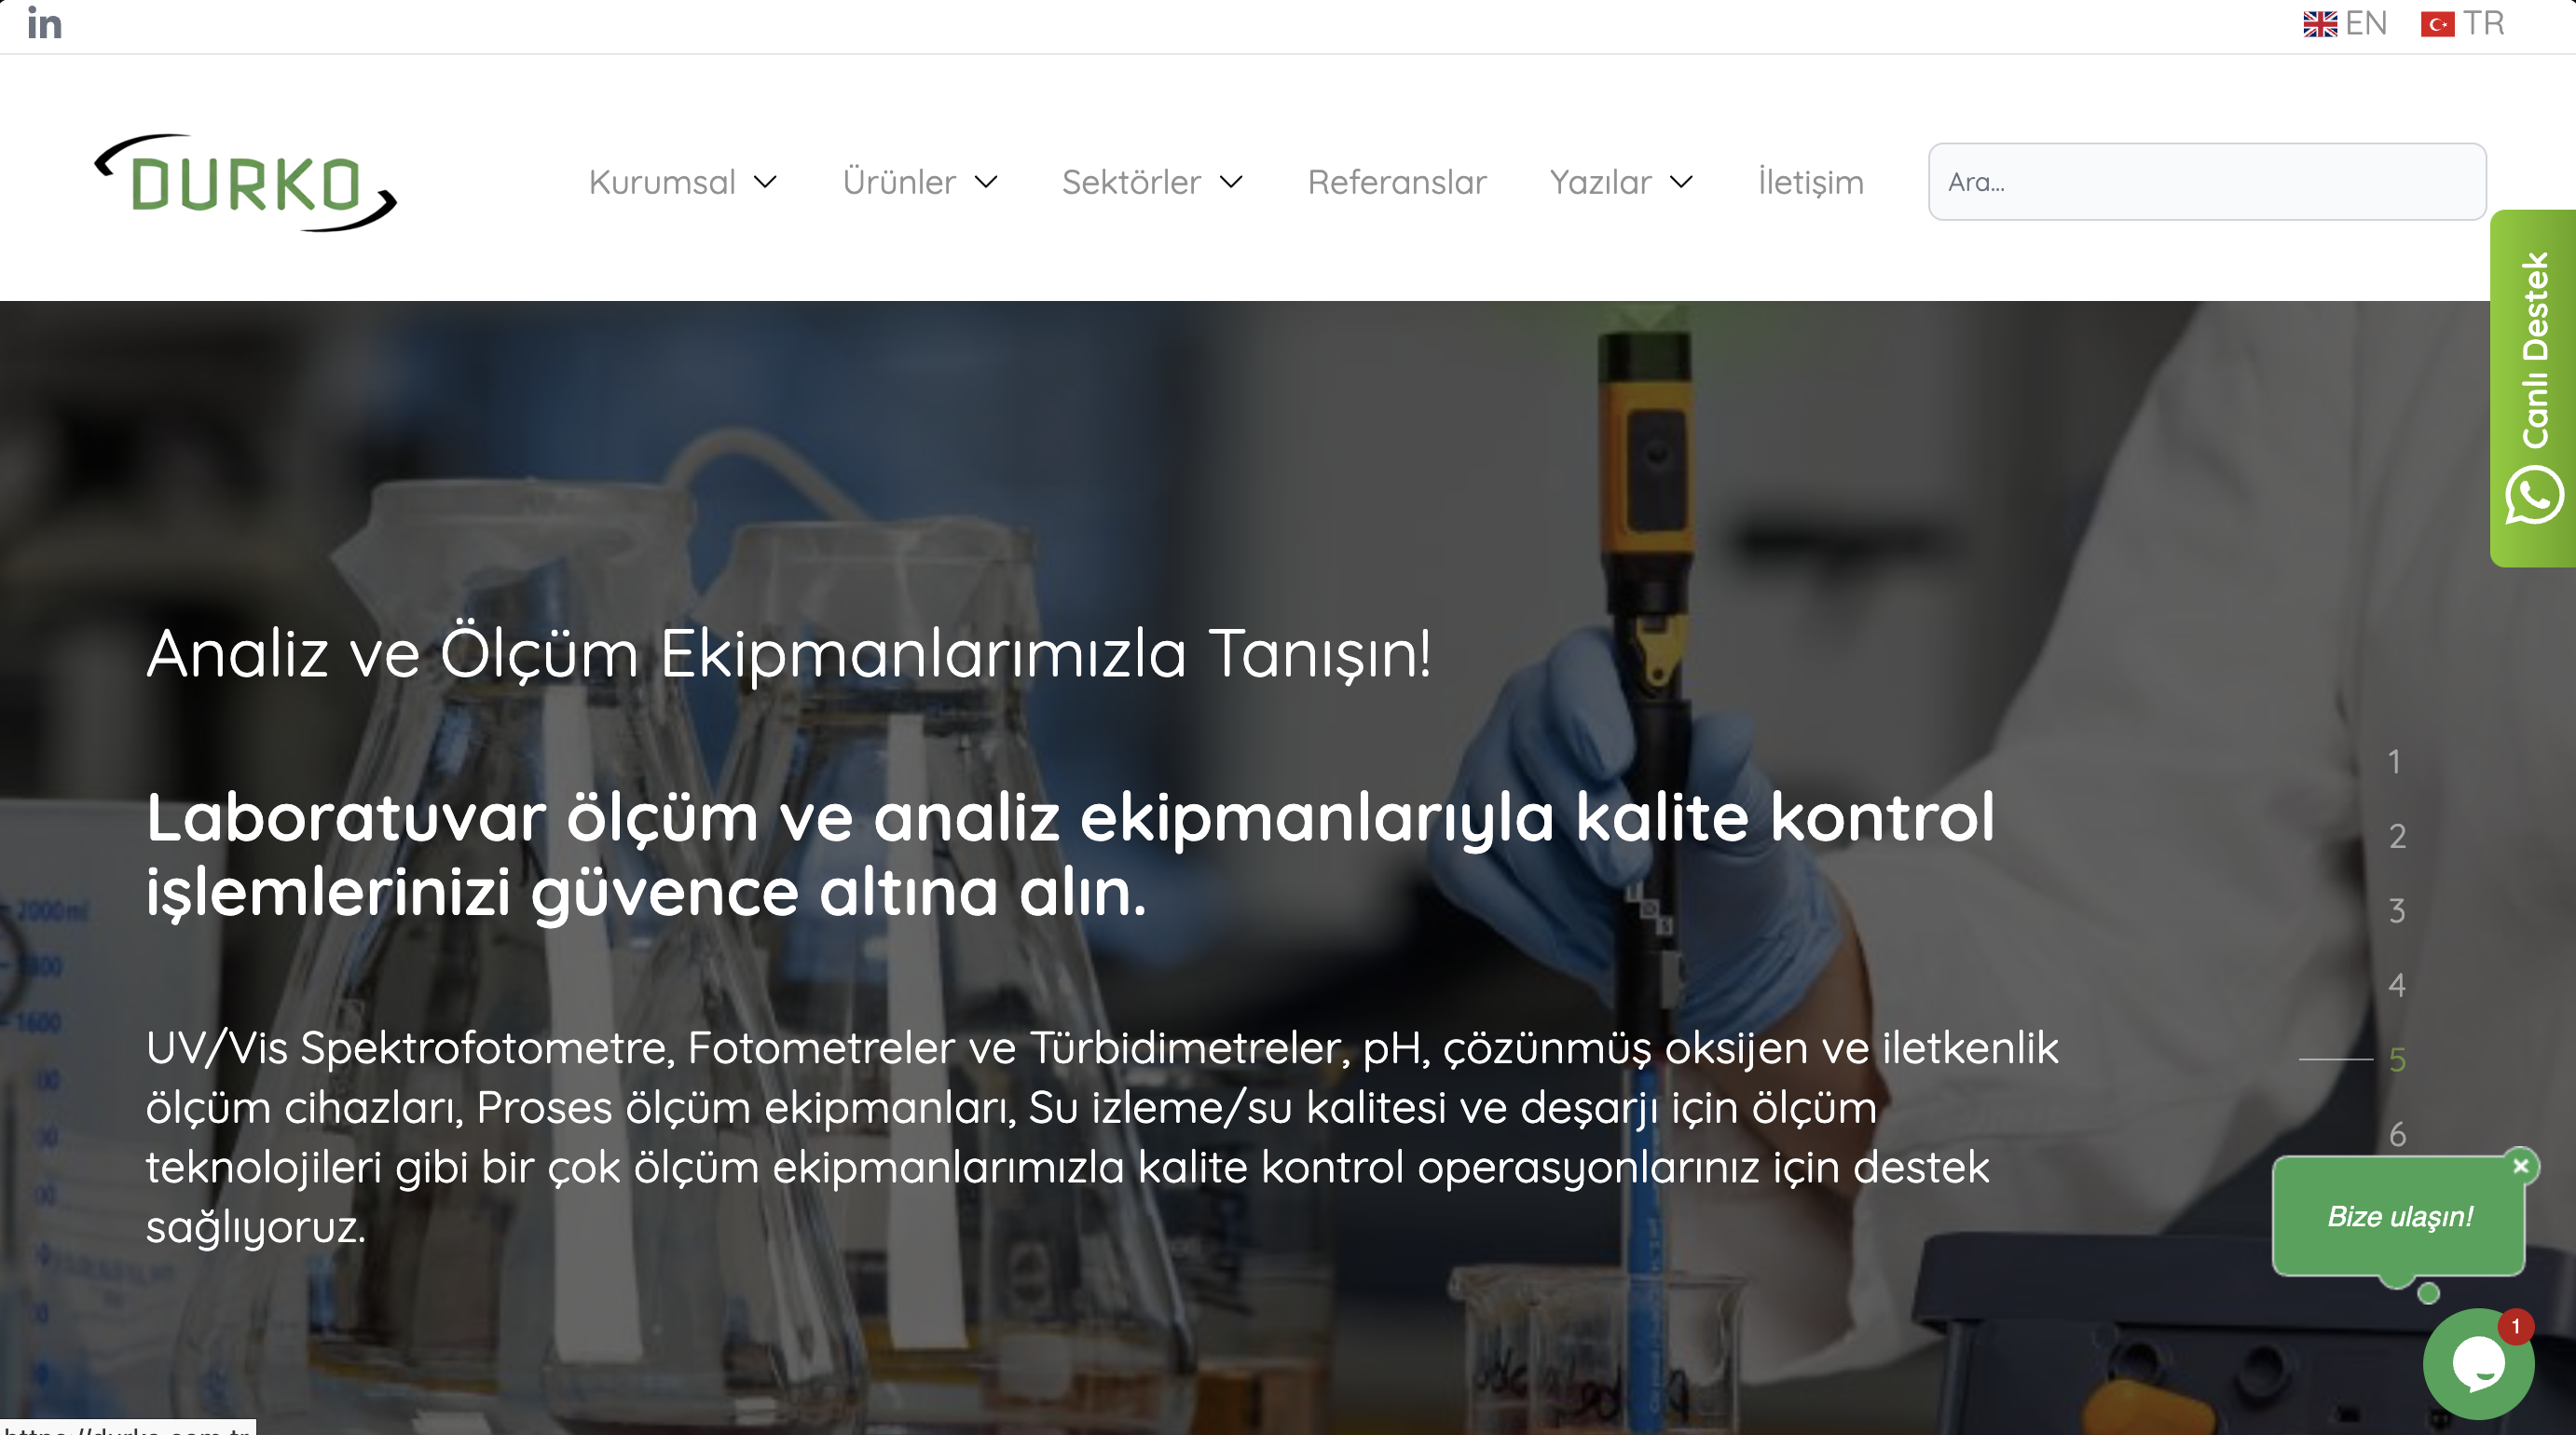 in
EN
TR
DURKO
Kurumsal
Ürünler
Sektörler
Referanslar
Yazılar
İletişim
Ara...
Canlı Destek
Analiz ve Ölçüm Ekipmanlarımızla Tanışın!
Laboratuvar ölçüm ve analiz ekipmanlarıyla kalite kontrol
işlemlerinizi güvence altına alın.
UV/Vis Spektrofotometre, Fotometreler ve Türbidimetreler, pH, çözünmüş oksijen ve iletkenlik
ölçüm cihazları, Proses ölçüm ekipmanları, Su izleme/su kalitesi ve deşarjı için ölçüm
teknolojileri gibi bir çok ölçüm ekipmanlarımızla kalite kontrol operasyonlarınız için destek
sağlıyoruz.
1
2
3
4
5
6
Bize ulaşın!
1
2000ml
1600